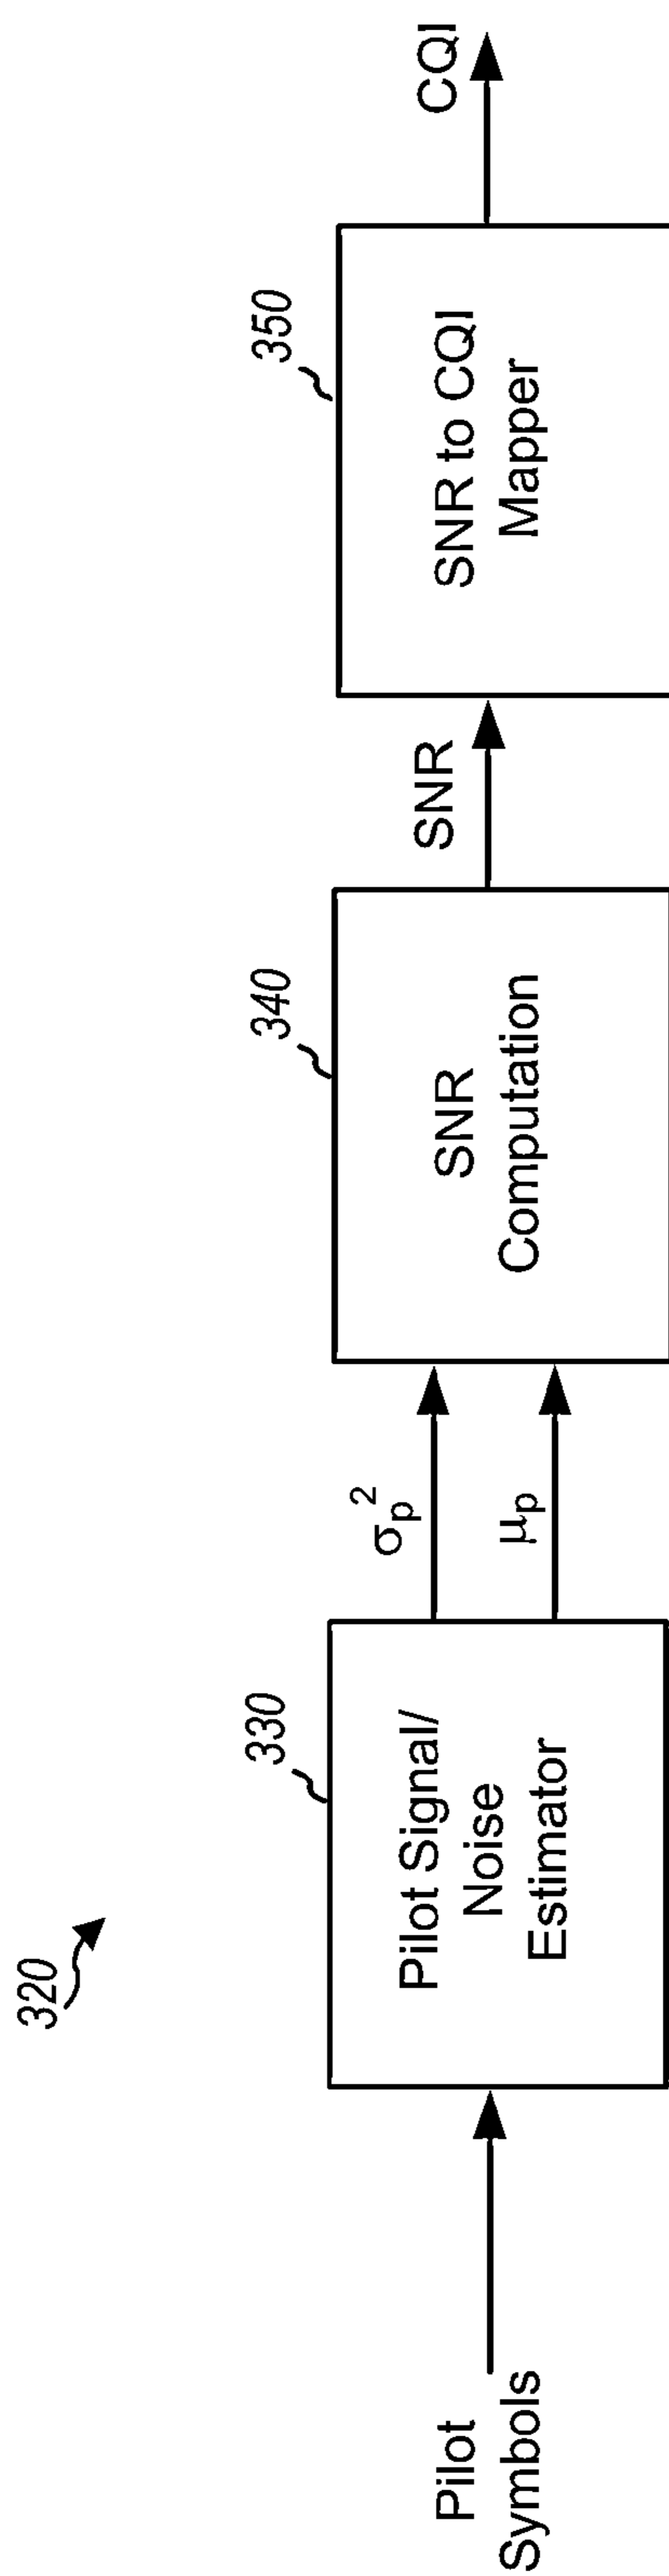 320
Pilot
Symbols
330
Pilot Signal/
Noise
Estimator
σp²
μp
340
SNR
Computation
SNR
350
SNR to CQI
Mapper
CQI